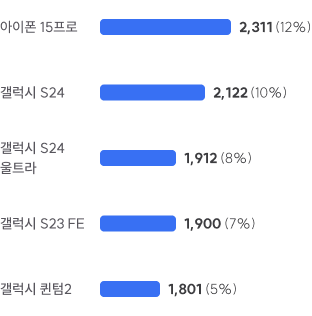 아이폰 15프로 2,311 (12%)
갤럭시 S24 2,122 (10%)
갤럭시 S24
울트라 1,912 (8%)
갤럭시 S23 FE 1,900 (7%)
갤럭시 퀀텀2 1,801 (5%)